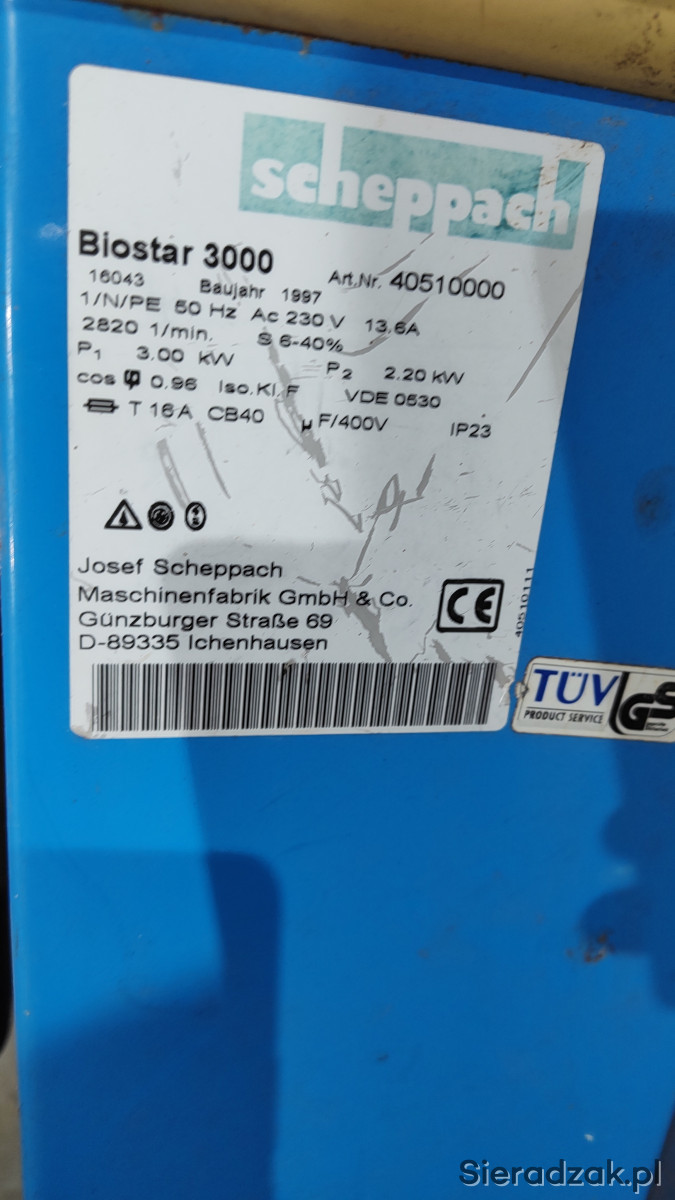 scheppach
Biostar 3000
Art.Nr. 40510000
16043 Baujahr 1997
1/N/PE 50 Hz Ac 230 V 13.6A
2820 1/min. S 6-40%
P1 3.00 kW P2 2.20 kW
cos φ 0.96 Iso.Kl.F VDE 0530
T 16A CB40 µF/400V IP23
Josef Scheppach
Maschinenfabrik GmbH & Co.
Günzburger Straße 69
D-89335 Ichenhausen
CE
40510111
TÜV
PRODUCT SERVICE
GS
Sieradzak.pl